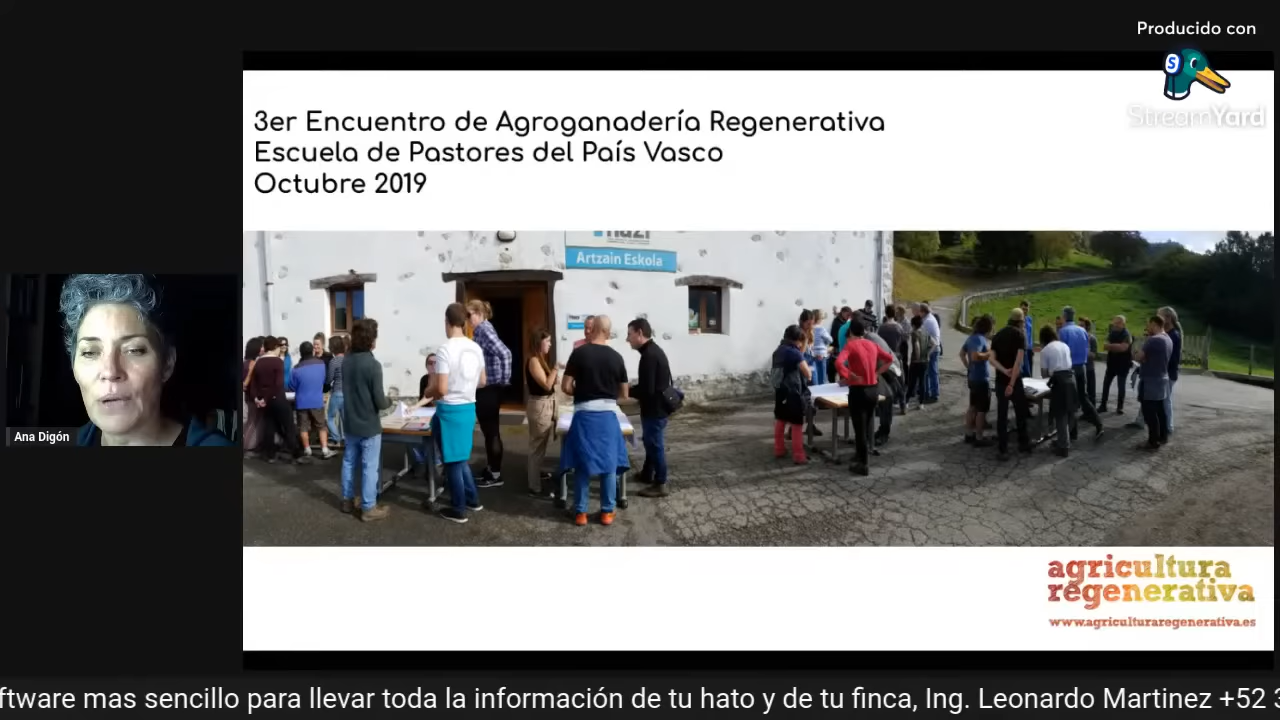 Producido con
S
StreamYard
3er Encuentro de Agroganadería Regenerativa
Escuela de Pastores del País Vasco
Octubre 2019
Artzain Eskola
Ana Digón
agricultura
regenerativa
www.agriculturaregenerativa.es
mas sencillo para llevar toda la información de tu hato y de tu finca, Ing. Leonardo Martinez +52